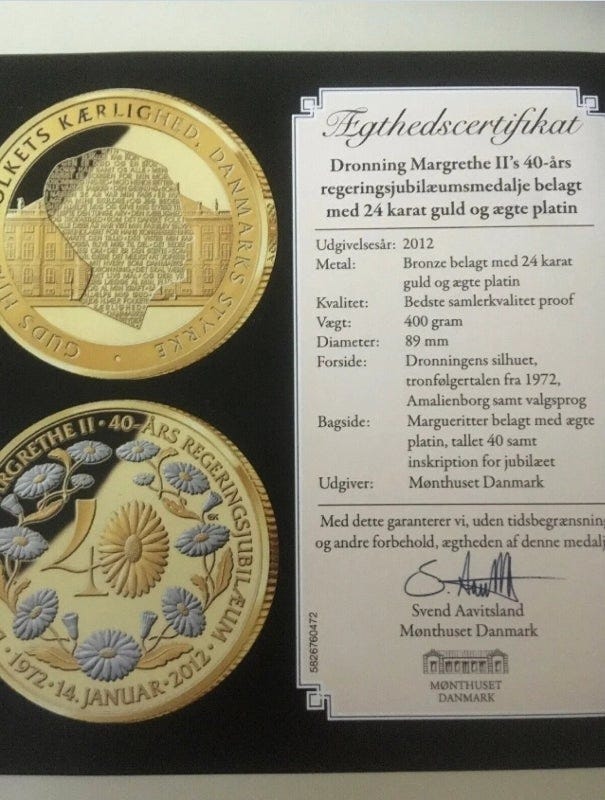 OLKETS KÆRLIGHED, DANMARKS STYRKE
GUDS
MARGRETHE II · 40-ÅRS REGERINGSJUBILÆUM
40
· 1972 · 14. JANUAR · 2012 ·
Ægthedscertifikat
Dronning Margrethe II's 40-års
regeringsjubilæumsmedalje belagt
med 24 karat guld og ægte platin
Udgivelsesår: 2012
Metal: Bronze belagt med 24 karat
guld og ægte platin
Kvalitet: Bedste samlerkvalitet proof
Vægt: 400 gram
Diameter: 89 mm
Forside: Dronningens silhuet,
tronfølgertalen fra 1972,
Amalienborg samt valgsprog
Bagside: Margueritter belagt med ægte
platin, tallet 40 samt
inskription for jubilæet
Udgiver: Mønthuset Danmark
Med dette garanterer vi, uden tidsbegrænsning
og andre forbehold, ægtheden af denne medalj
Svend Aavitsland
Mønthuset Danmark
MØNTHUSET
DANMARK
5826760472